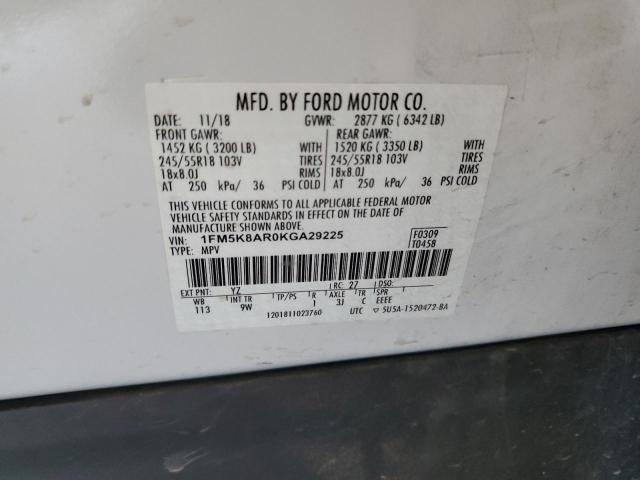 MFD. BY FORD MOTOR CO.
DATE: 11/18 GVWR: 2877 KG ( 6342 LB)
FRONT GAWR: REAR GAWR:
1452 KG ( 3200 LB) WITH 1520 KG ( 3350 LB) WITH
245/55R18 103V TIRES 245/55R18 103V TIRES
18x8.0J RIMS 18x8.0J RIMS
AT 250 kPa/ 36 PSI COLD AT 250 kPa/ 36 PSI COLD
THIS VEHICLE CONFORMS TO ALL APPLICABLE FEDERAL MOTOR
VEHICLE SAFETY STANDARDS IN EFFECT ON THE DATE OF
MANUFACTURE SHOWN ABOVE.
VIN: 1FM5K8AR0KGA29225 F0309
TYPE: MPV T0458
EXT PNT: YZ RC: 27 DSO:
WB INT TR TP/PS R AXLE TR SPR
113 9W 1 3J C EEEE
1201811023760 UTC ▽ 5U5A-1520472-BA